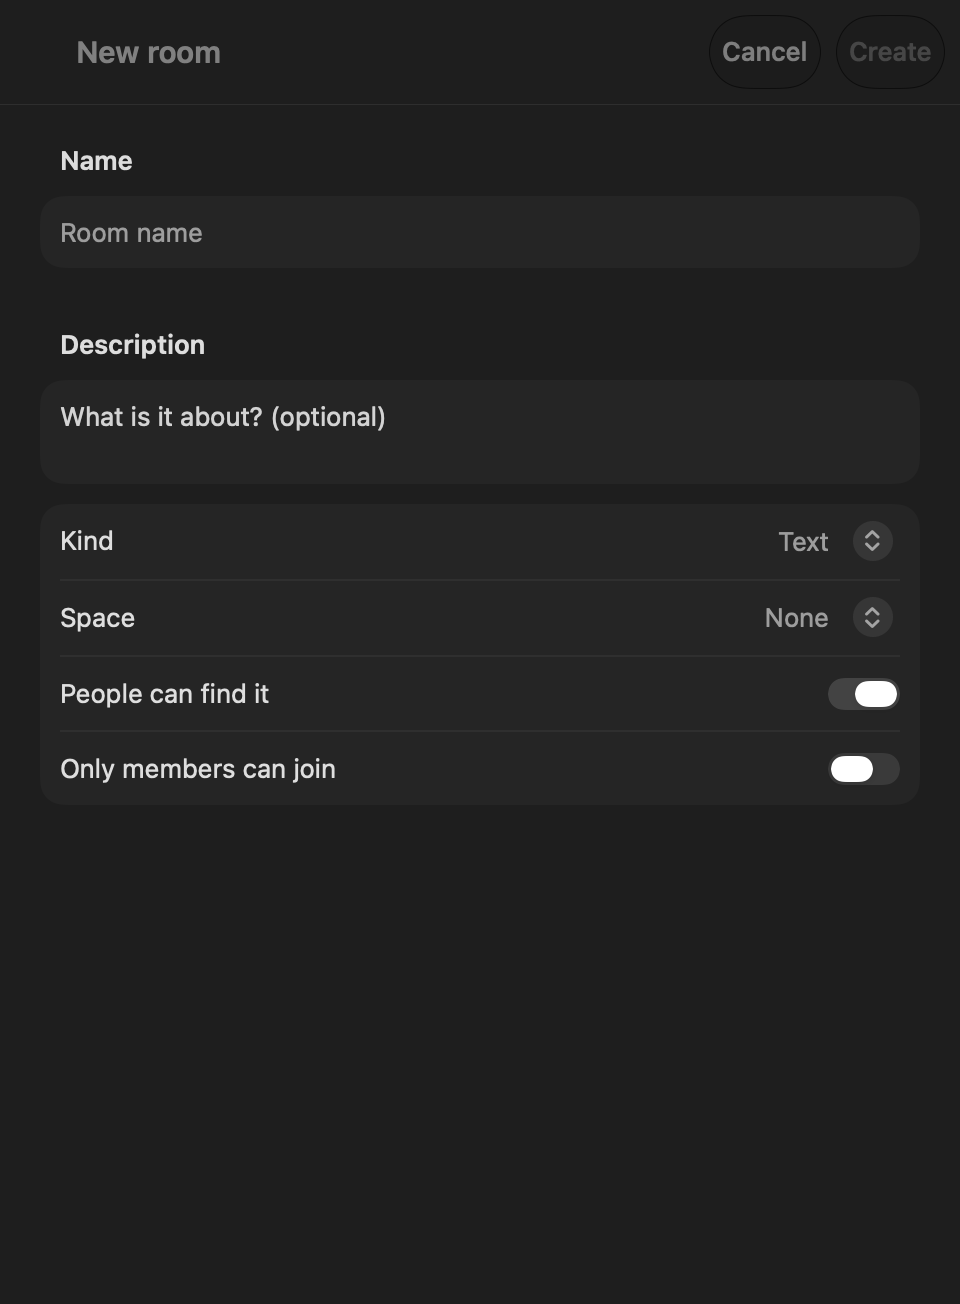 New room
Cancel
Create
Name
Room name
Description
What is it about? (optional)
Kind
Text
Space
None
People can find it
Only members can join